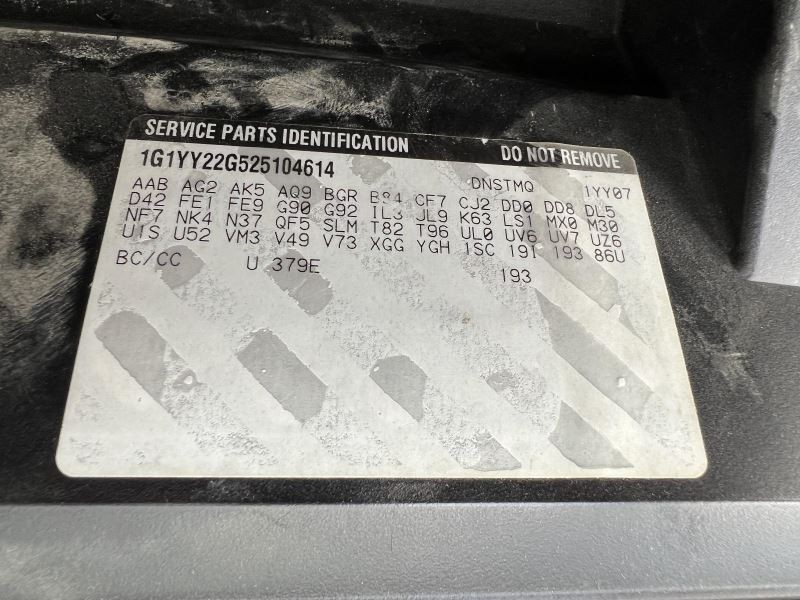 SERVICE PARTS IDENTIFICATION DO NOT REMOVE
1G1YY22G525104614 DNSTMQ 1YY07
AAB AG2 AK5 AQ9 BGR B84 CF7 CJ2 DD0 DD8 DL5
D42 FE1 FE9 G90 G92 IL3 JL9 K63 LS1 MX0 M30
NF7 NK4 N37 QF5 SLM T82 T96 UL0 UV6 UV7 UZ6
U1S U52 VM3 V49 V73 XGG YGH 1SC 19I 193 86U
BC/CC U 379E 193